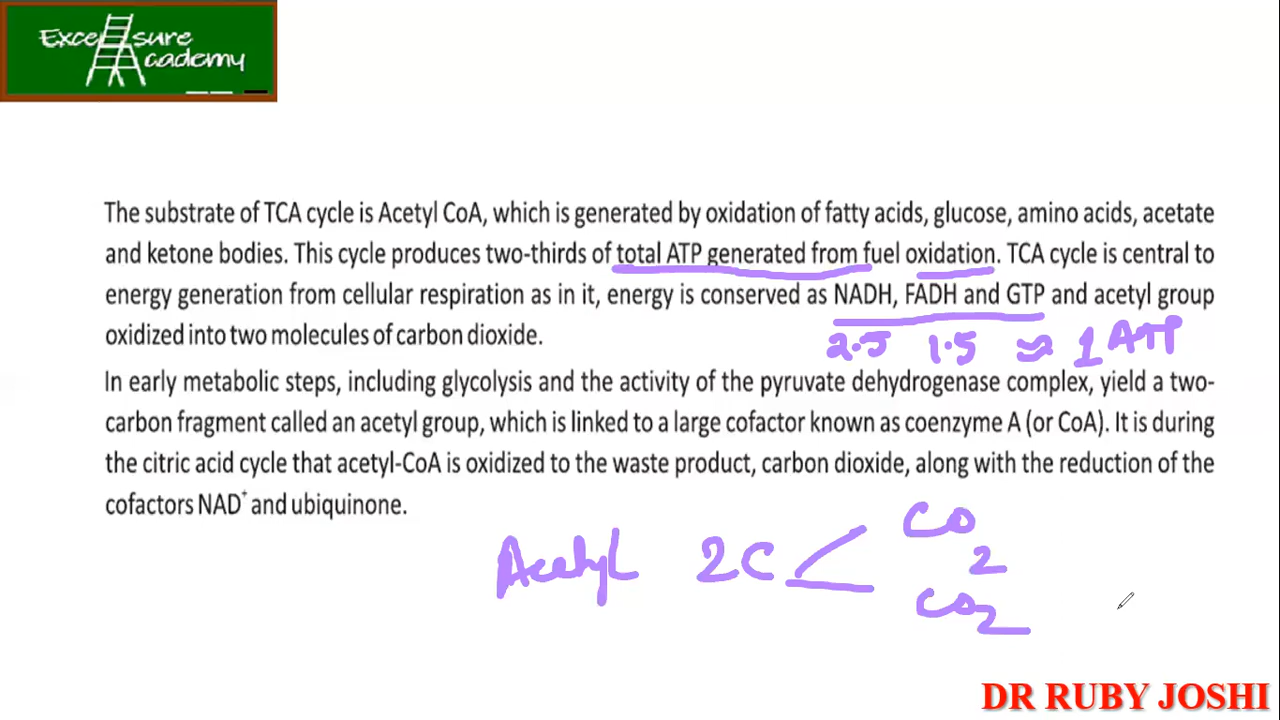 Excel sure
Academy
The substrate of TCA cycle is Acetyl CoA, which is generated by oxidation of fatty acids, glucose, amino acids, acetate
and ketone bodies. This cycle produces two-thirds of total ATP generated from fuel oxidation. TCA cycle is central to
energy generation from cellular respiration as in it, energy is conserved as NADH, FADH and GTP and acetyl group
oxidized into two molecules of carbon dioxide.
2.5 1.5 ≈ 1 ATP
In early metabolic steps, including glycolysis and the activity of the pyruvate dehydrogenase complex, yield a two-
carbon fragment called an acetyl group, which is linked to a large cofactor known as coenzyme A (or CoA). It is during
the citric acid cycle that acetyl-CoA is oxidized to the waste product, carbon dioxide, along with the reduction of the
cofactors NAD⁺ and ubiquinone.
Acetyl 2C < CO2
CO2
DR RUBY JOSHI